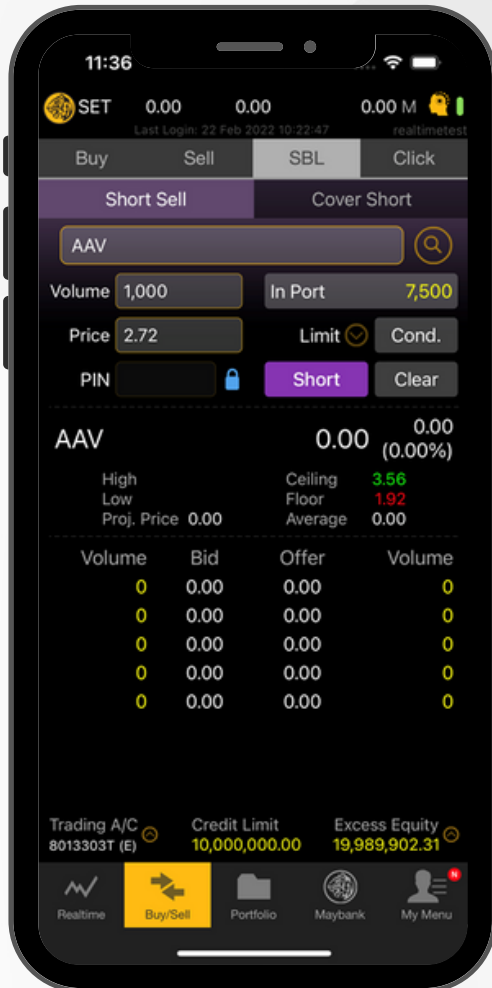 11:36
SET 0.00 0.00 0.00 M
Last Login: 22 Feb 2022 10:22:47 realtimetest
Buy Sell SBL Click
Short Sell Cover Short
AAV
Volume 1,000 In Port 7,500
Price 2.72 Limit Cond.
PIN Short Clear
AAV 0.00 0.00
(0.00%)
High Ceiling 3.56
Low Floor 1.92
Proj. Price 0.00 Average 0.00
Volume Bid Offer Volume
0 0.00 0.00 0
0 0.00 0.00 0
0 0.00 0.00 0
0 0.00 0.00 0
0 0.00 0.00 0
Trading A/C Credit Limit Excess Equity
8013303T (E) 10,000,000.00 19,989,902.31
N
Realtime Buy/Sell Portfolio Maybank My Menu